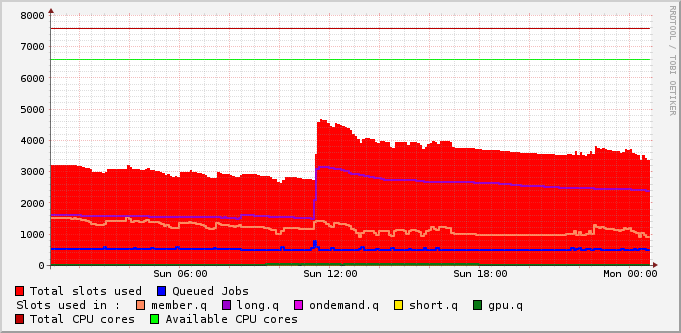 8000
7000
6000
5000
4000
3000
2000
1000
0
Sun 06:00 Sun 12:00 Sun 18:00 Mon 00:00
RRDTOOL / TOBI OETIKER
Total slots used Queued Jobs
Slots used in : member.q long.q ondemand.q short.q gpu.q
Total CPU cores Available CPU cores